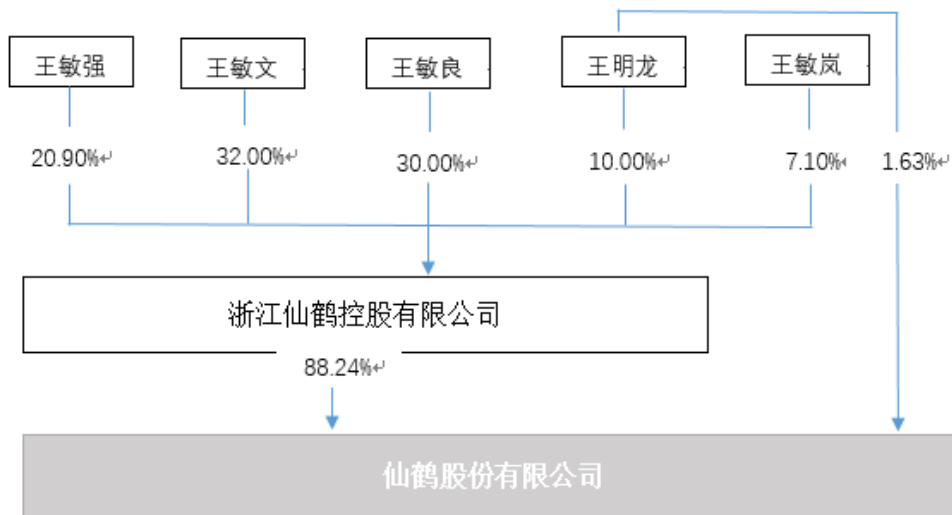 王敏强
王敏文
王敏良
王明龙
王敏岚
20.90%↵
32.00%↵
30.00%↵
10.00%↵
7.10%↵
1.63%↵
浙江仙鹤控股有限公司
88.24%↵
仙鹤股份有限公司